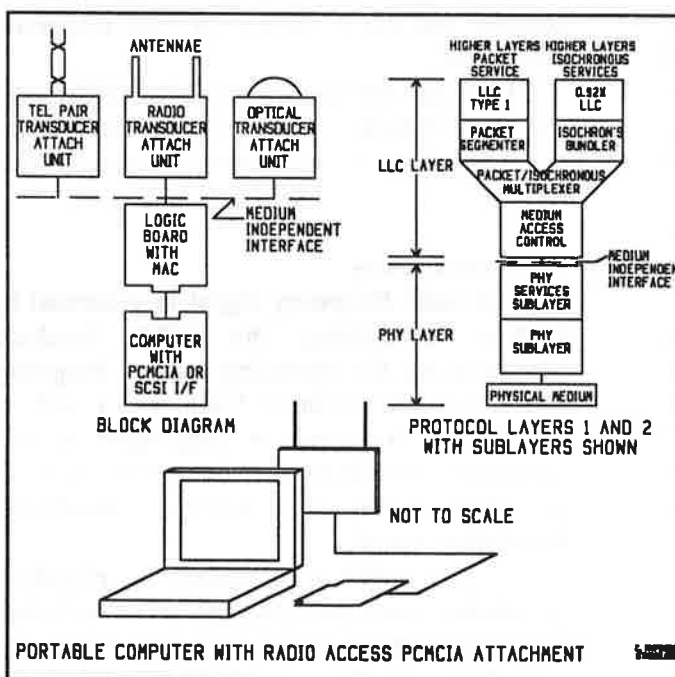 ANTENNAE
TEL PAIR
TRANSDUCER
ATTACH
UNIT
RADIO
TRANSDUCER
ATTACH
UNIT
OPTICAL
TRANSDUCER
ATTACH
UNIT
MEDIUM
INDEPENDENT
INTERFACE
LOGIC
BOARD
WITH
MAC
COMPUTER
WITH
PCMCIA OR
SCSI I/F
BLOCK DIAGRAM
HIGHER LAYERS
PACKET
SERVICE
HIGHER LAYERS
ISOCHRONOUS
SERVICES
LLC
TYPE 1
0.92X
LLC
PACKET
SEGMENTER
ISOCHRON'S
BUNDLER
LLC LAYER
PACKET/ISOCHRONOUS
MULTIPLEXER
MEDIUM
ACCESS
CONTROL
MEDIUM
INDEPENDENT
INTERFACE
PHY
SERVICES
SUBLAYER
PHY LAYER
PHY
SUBLAYER
PHYSICAL MEDIUM
PROTOCOL LAYERS 1 AND 2
WITH SUBLAYERS SHOWN
NOT TO SCALE
PORTABLE COMPUTER WITH RADIO ACCESS PCMCIA ATTACHMENT